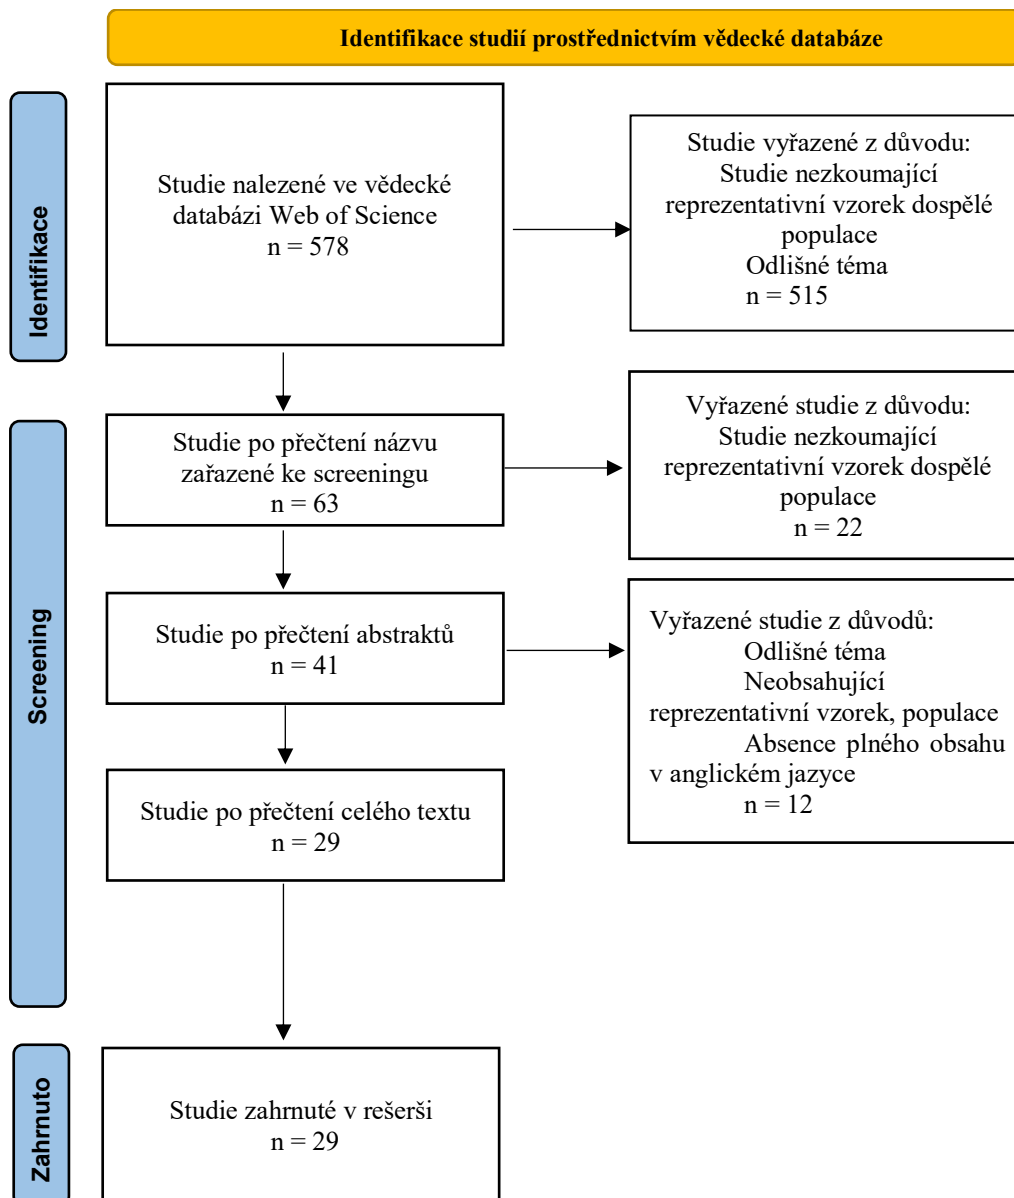 Identifikace studií prostřednictvím vědecké databáze
Identifikace
Studie nalezené ve vědecké
databázi Web of Science
n = 578
Studie vyřazené z důvodu:
Studie nezkoumající
reprezentativní vzorek dospělé
populace
Odlišné téma
n = 515
Screening
Studie po přečtení názvu
zařazené ke screeningu
n = 63
Vyřazené studie z důvodu:
Studie nezkoumající
reprezentativní vzorek dospělé
populace
n = 22
Studie po přečtení abstraktů
n = 41
Vyřazené studie z důvodů:
Odlišné téma
Neobsahující
reprezentativní vzorek, populace
Absence plného obsahu
v anglickém jazyce
n = 12
Studie po přečtení celého textu
n = 29
Zahrnuto
Studie zahrnuté v rešerši
n = 29